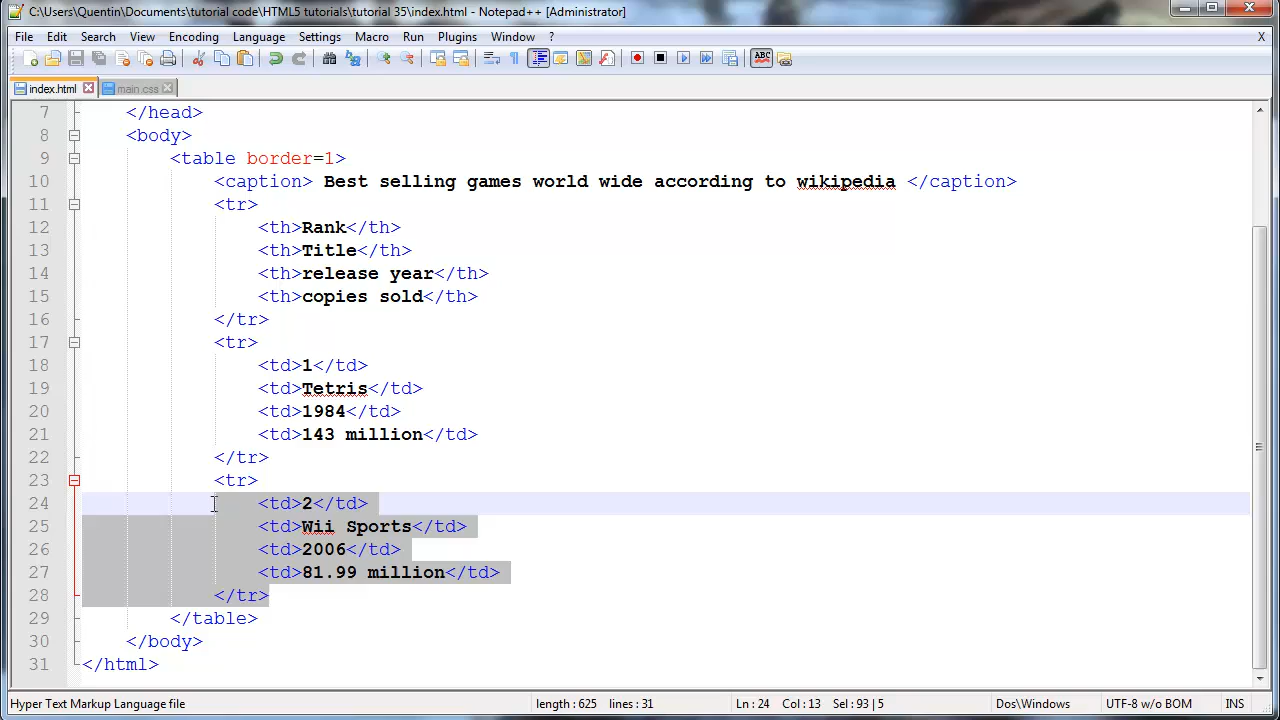 C:\Users\Quentin\Documents\tutorial code\HTML5 tutorials\tutorial 35\index.html - Notepad++ [Administrator]
File Edit Search View Encoding Language Settings Macro Run Plugins Window ? X
ABC
index.html main.css
7 </head>
8 <body>
9 <table border=1>
10 <caption> Best selling games world wide according to wikipedia </caption>
11 <tr>
12 <th>Rank</th>
13 <th>Title</th>
14 <th>release year</th>
15 <th>copies sold</th>
16 </tr>
17 <tr>
18 <td>1</td>
19 <td>Tetris</td>
20 <td>1984</td>
21 <td>143 million</td>
22 </tr>
23 <tr>
24 <td>2</td>
25 <td>Wii Sports</td>
26 <td>2006</td>
27 <td>81.99 million</td>
28 </tr>
29 </table>
30 </body>
31 </html>
Hyper Text Markup Language file length : 625 lines : 31 Ln : 24 Col : 13 Sel : 93 | 5 Dos\Windows UTF-8 w/o BOM INS